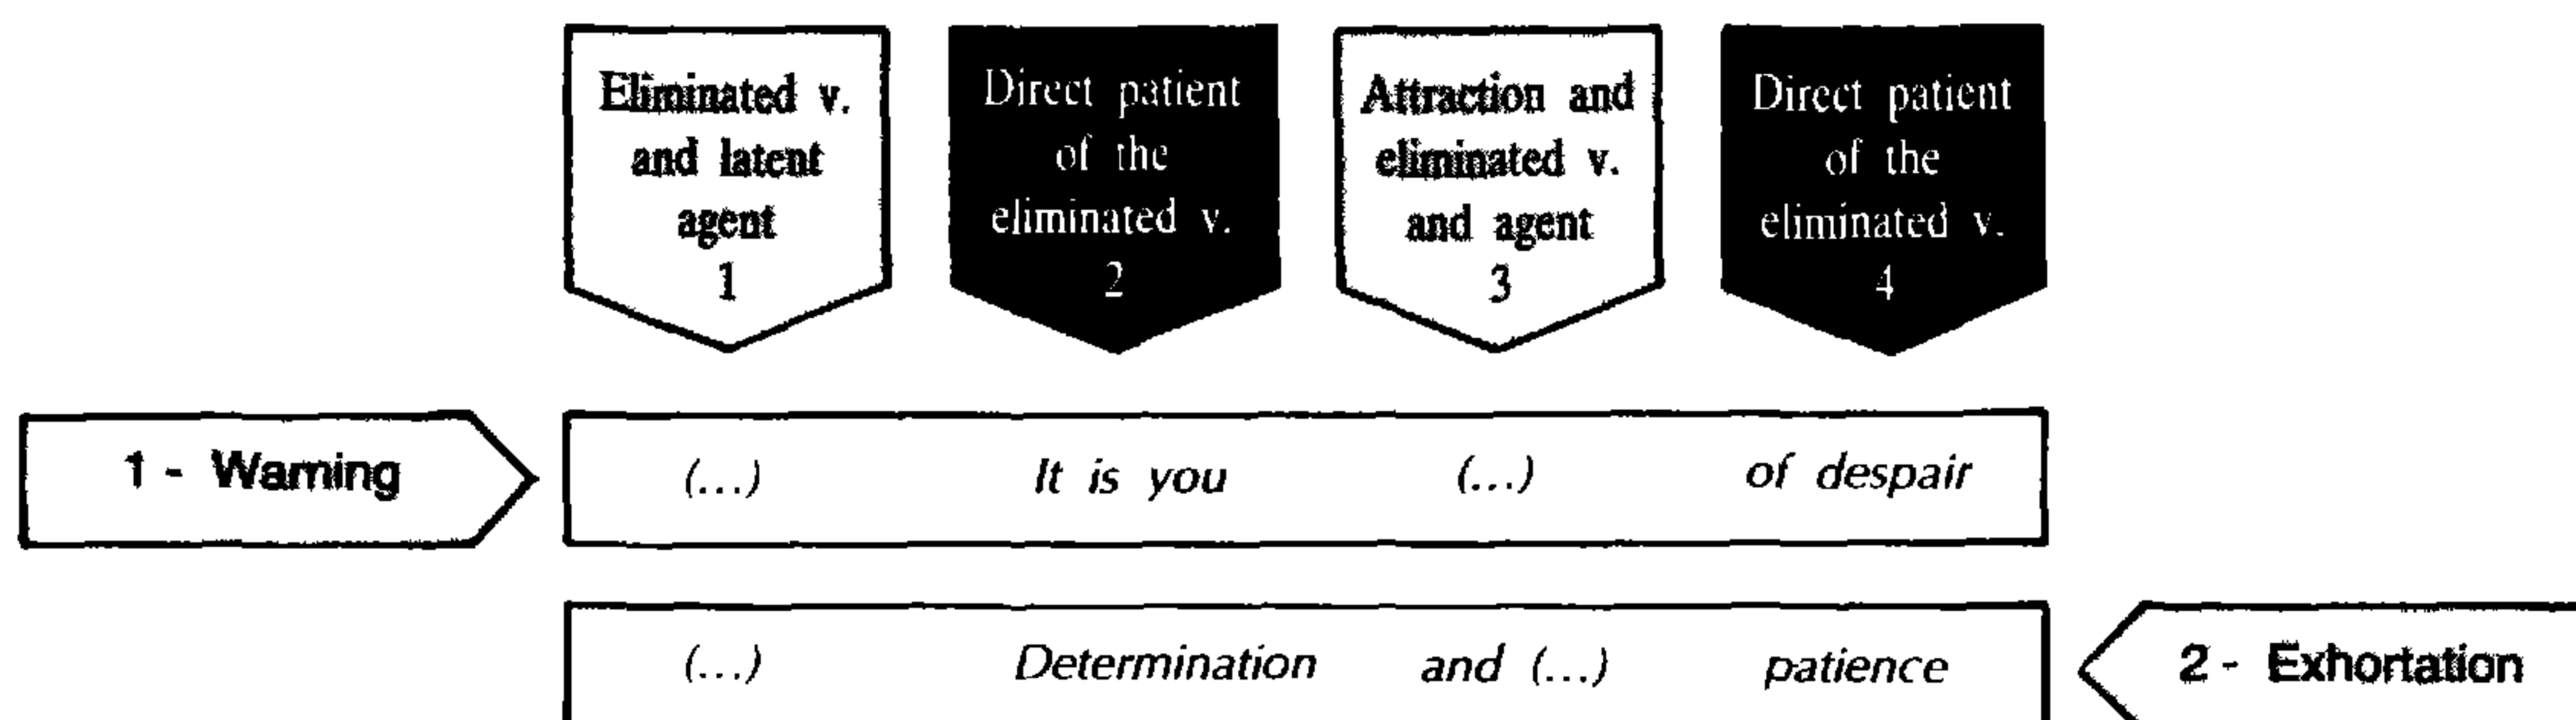 Eliminated v.
and latent
agent
1
Direct patient
of the
eliminated v.
2
Attraction and
eliminated v.
and agent
3
Direct patient
of the
eliminated v.
4
1 - Warning
(...) It is you (...) of despair
(...) Determination and (...) patience
2 - Exhortation